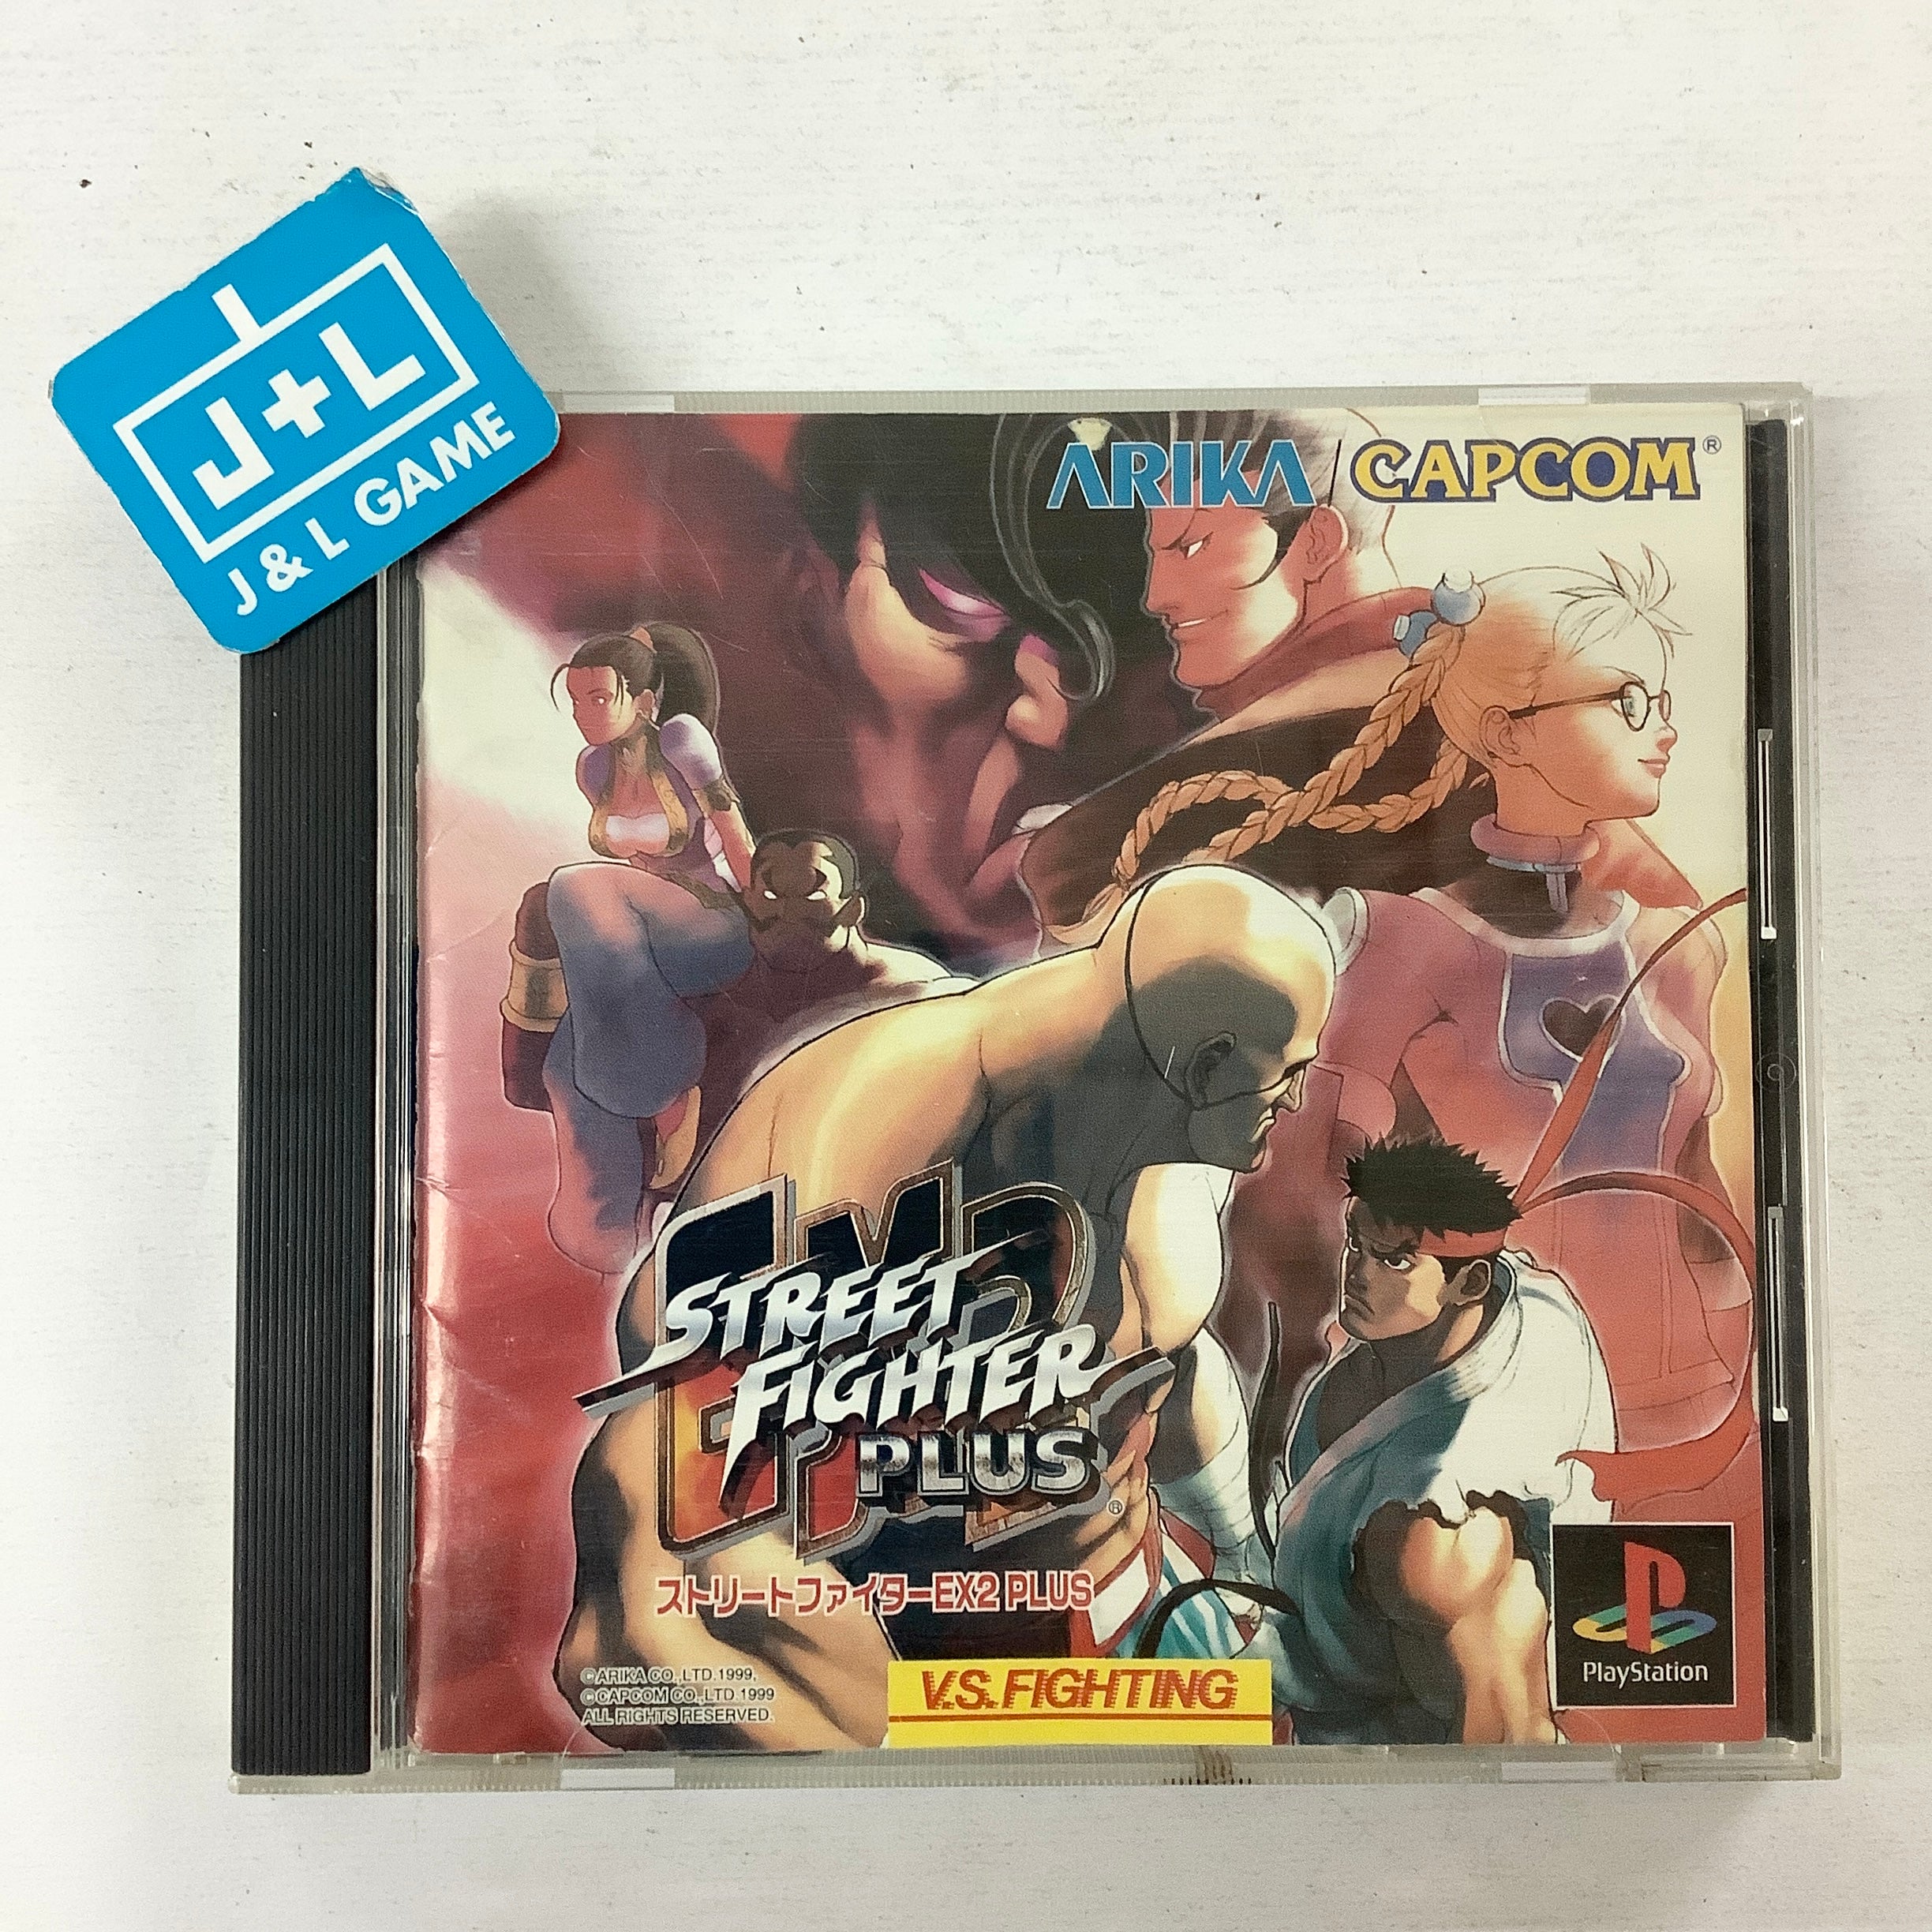 J+L
J & L GAME
ARIKA / CAPCOM®
EX2
STREET
FIGHTER
PLUS
®
ストリートファイターEX2 PLUS
©ARIKA CO.,LTD.1999,
©CAPCOM CO.,LTD.1999
ALL RIGHTS RESERVED.
V.S. FIGHTING
PlayStation